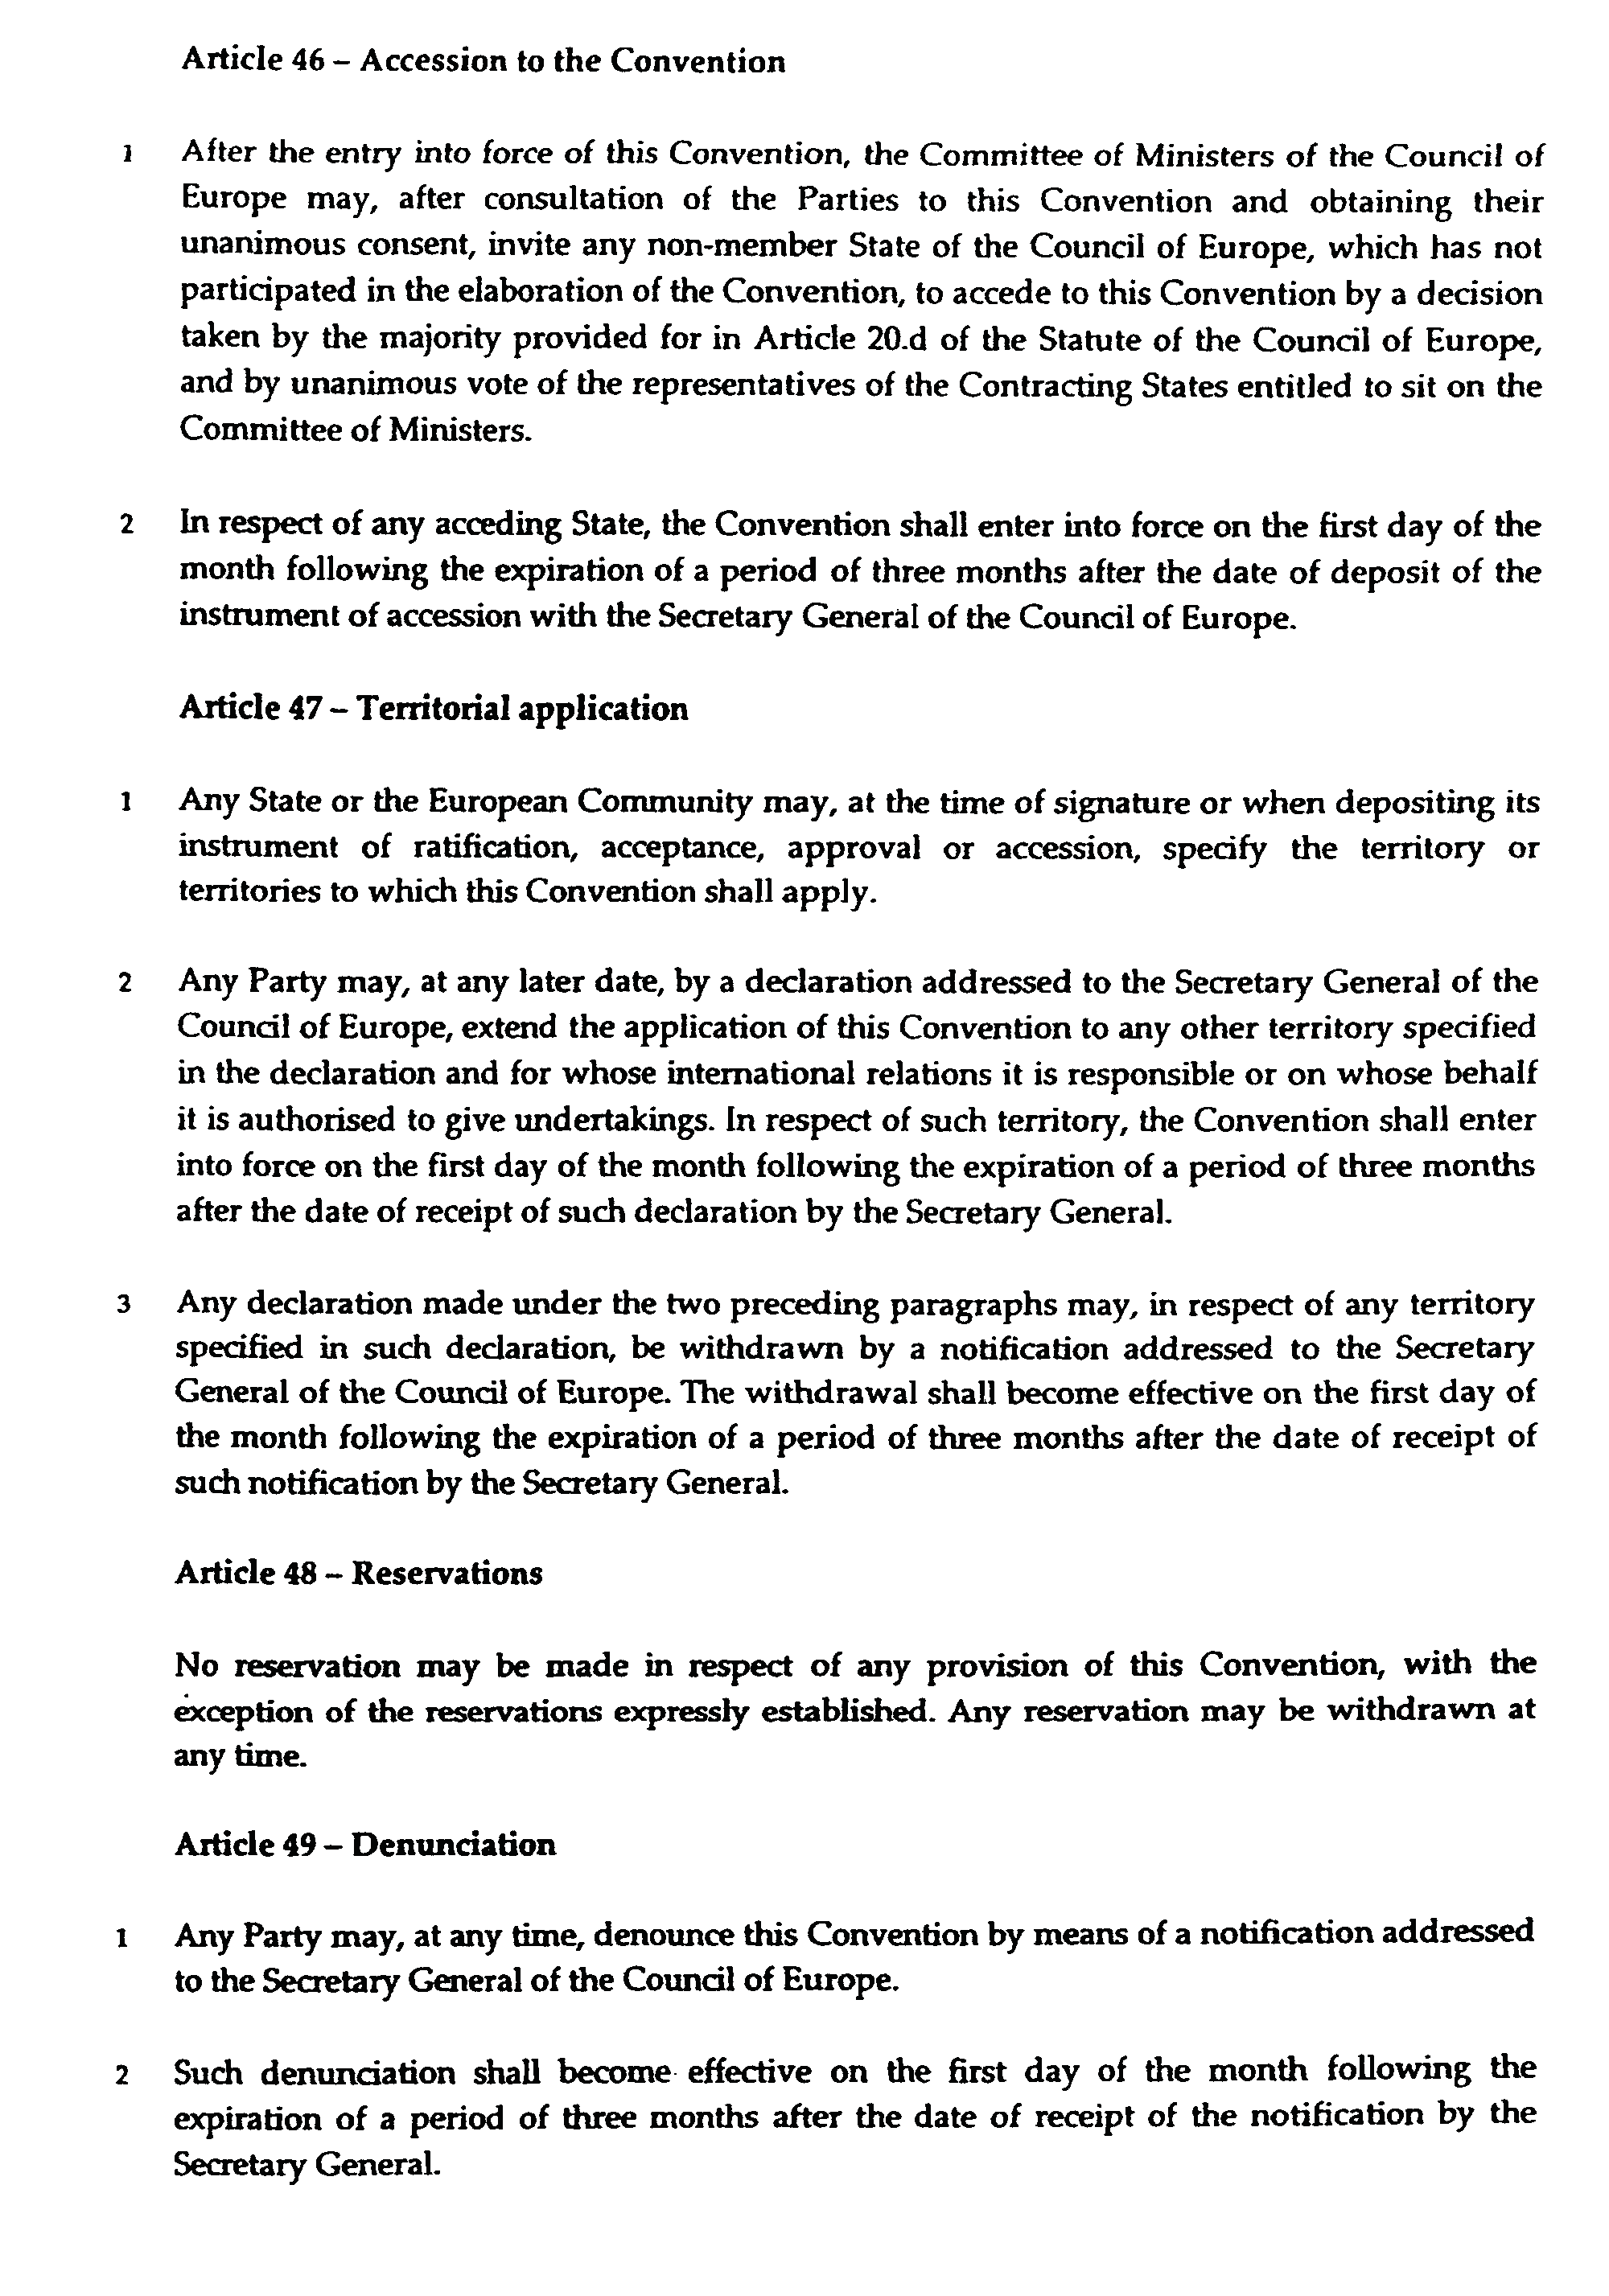 Article 46 – Accession to the Convention
1 After the entry into force of this Convention, the Committee of Ministers of the Council of
Europe may, after consultation of the Parties to this Convention and obtaining their
unanimous consent, invite any non-member State of the Council of Europe, which has not
participated in the elaboration of the Convention, to accede to this Convention by a decision
taken by the majority provided for in Article 20.d of the Statute of the Council of Europe,
and by unanimous vote of the representatives of the Contracting States entitled to sit on the
Committee of Ministers.
2 In respect of any acceding State, the Convention shall enter into force on the first day of the
month following the expiration of a period of three months after the date of deposit of the
instrument of accession with the Secretary General of the Council of Europe.
Article 47 – Territorial application
1 Any State or the European Community may, at the time of signature or when depositing its
instrument of ratification, acceptance, approval or accession, specify the territory or
territories to which this Convention shall apply.
2 Any Party may, at any later date, by a declaration addressed to the Secretary General of the
Council of Europe, extend the application of this Convention to any other territory specified
in the declaration and for whose international relations it is responsible or on whose behalf
it is authorised to give undertakings. In respect of such territory, the Convention shall enter
into force on the first day of the month following the expiration of a period of three months
after the date of receipt of such declaration by the Secretary General.
3 Any declaration made under the two preceding paragraphs may, in respect of any territory
specified in such declaration, be withdrawn by a notification addressed to the Secretary
General of the Council of Europe. The withdrawal shall become effective on the first day of
the month following the expiration of a period of three months after the date of receipt of
such notification by the Secretary General.
Article 48 – Reservations
No reservation may be made in respect of any provision of this Convention, with the
exception of the reservations expressly established. Any reservation may be withdrawn at
any time.
Article 49 – Denunciation
1 Any Party may, at any time, denounce this Convention by means of a notification addressed
to the Secretary General of the Council of Europe.
2 Such denunciation shall become effective on the first day of the month following the
expiration of a period of three months after the date of receipt of the notification by the
Secretary General.